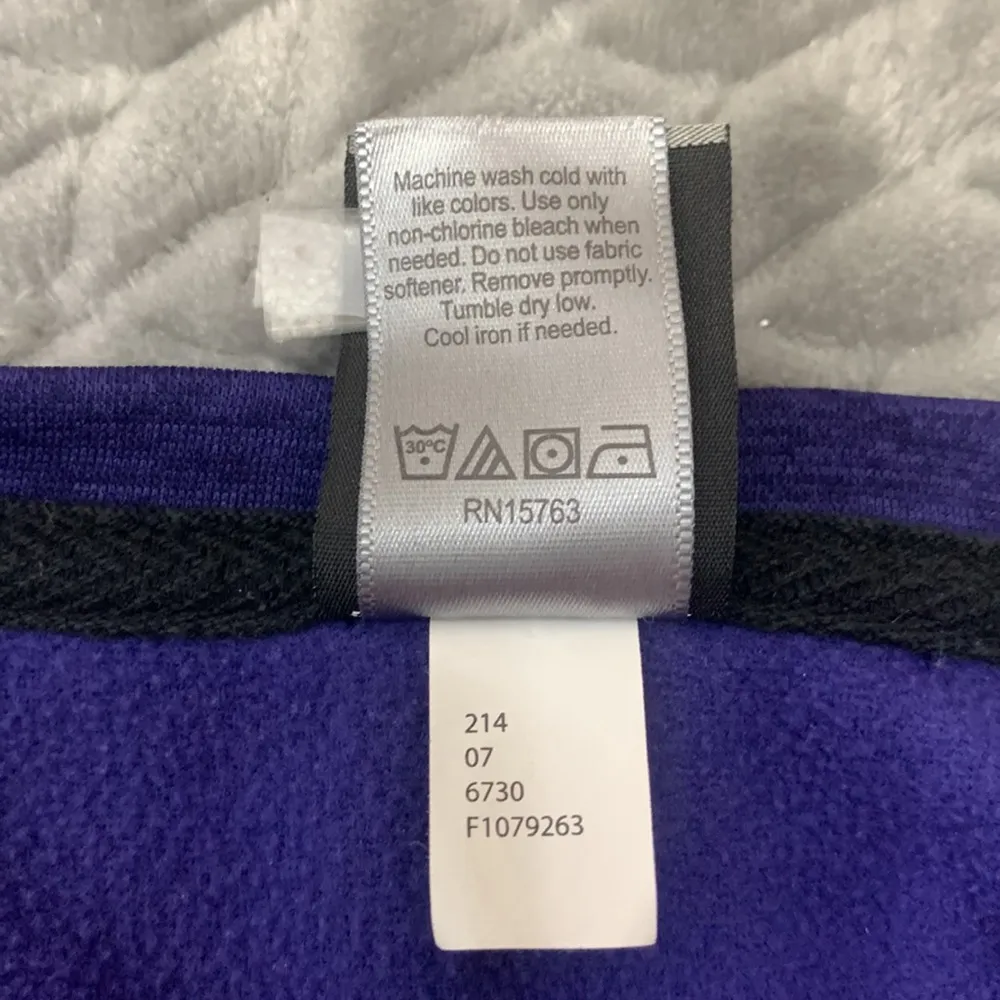 Machine wash cold with
like colors. Use only
non-chlorine bleach when
needed. Do not use fabric
softener. Remove promptly.
Tumble dry low.
Cool iron if needed.
30°C
RN15763
214
07
6730
F1079263